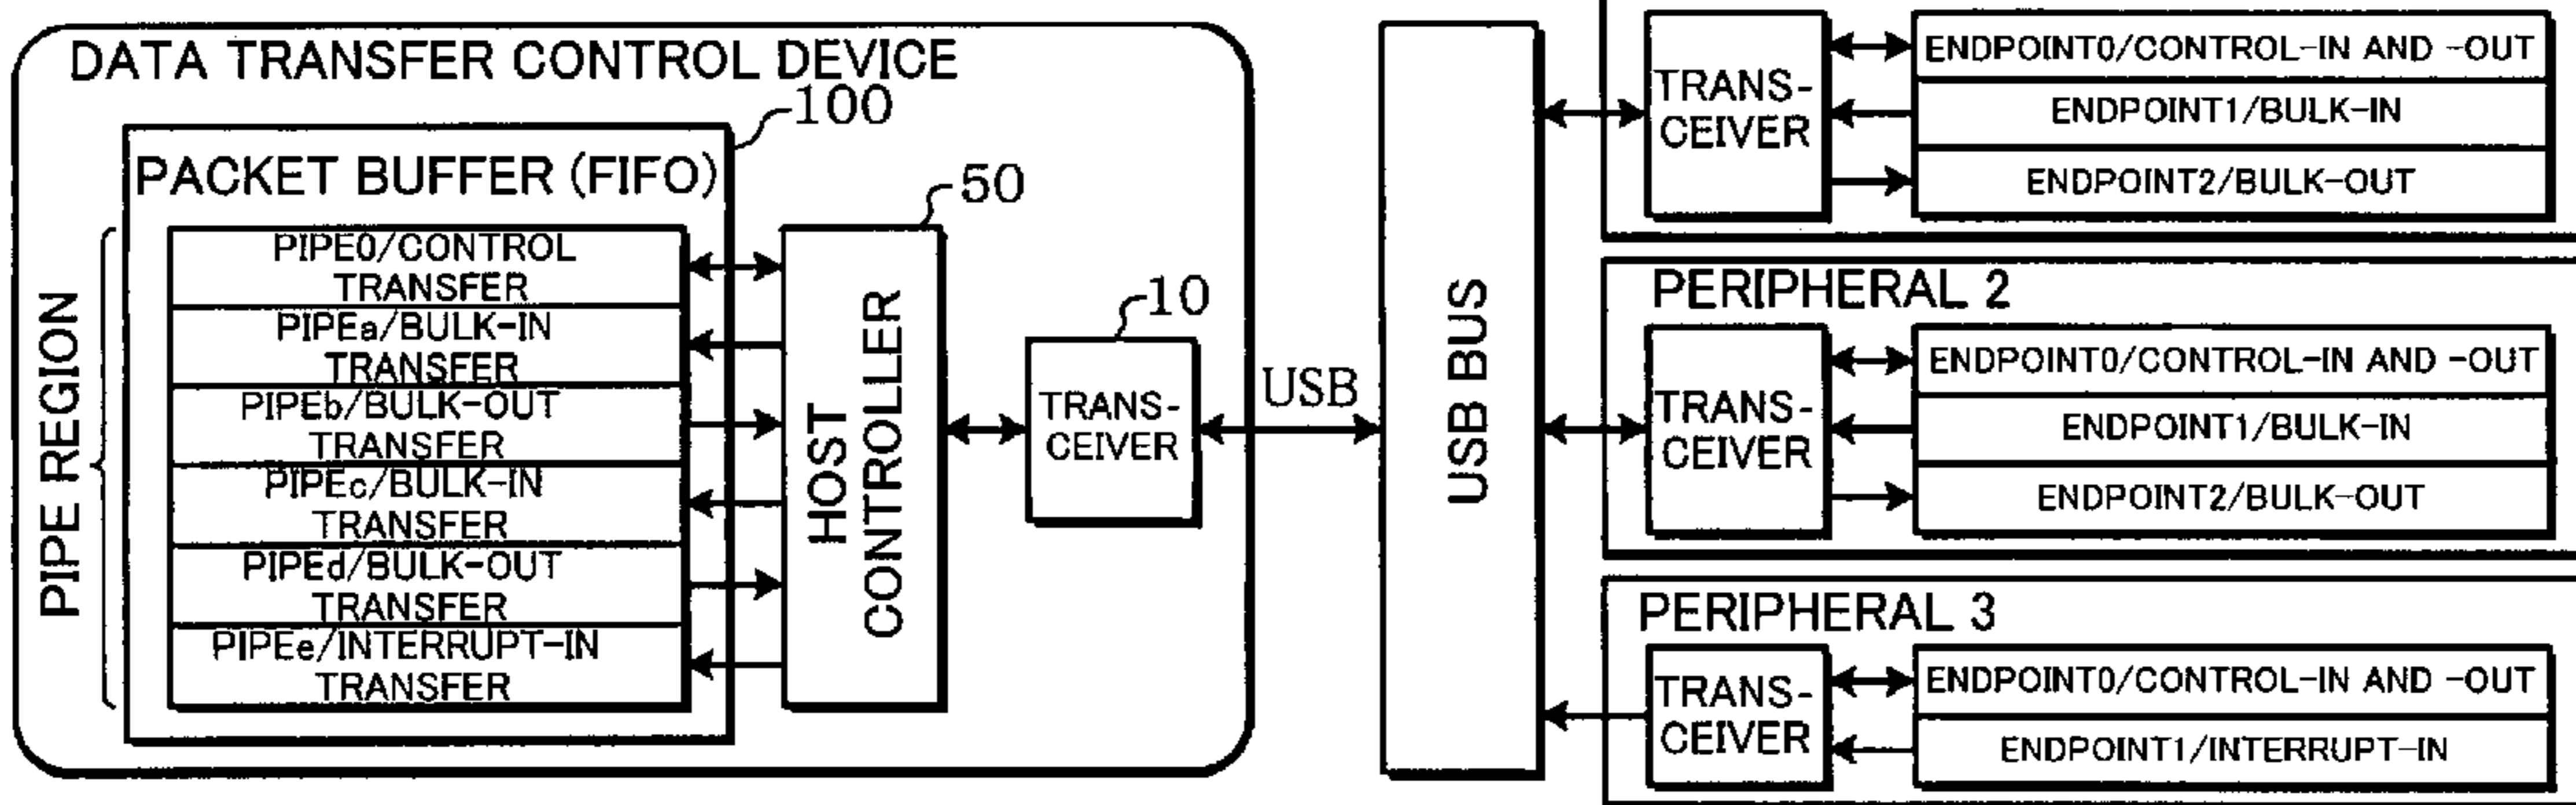 DATA TRANSFER CONTROL DEVICE
100
PACKET BUFFER (FIFO)
50
PIPE REGION
PIPE0/CONTROL
TRANSFER
PIPEa/BULK-IN
TRANSFER
PIPEb/BULK-OUT
TRANSFER
PIPEc/BULK-IN
TRANSFER
PIPEd/BULK-OUT
TRANSFER
PIPEe/INTERRUPT-IN
TRANSFER
HOST
CONTROLLER
10
TRANS-
CEIVER
USB
USB BUS
TRANS-
CEIVER
ENDPOINT0/CONTROL-IN AND -OUT
ENDPOINT1/BULK-IN
ENDPOINT2/BULK-OUT
PERIPHERAL 2
TRANS-
CEIVER
ENDPOINT0/CONTROL-IN AND -OUT
ENDPOINT1/BULK-IN
ENDPOINT2/BULK-OUT
PERIPHERAL 3
TRANS-
CEIVER
ENDPOINT0/CONTROL-IN AND -OUT
ENDPOINT1/INTERRUPT-IN